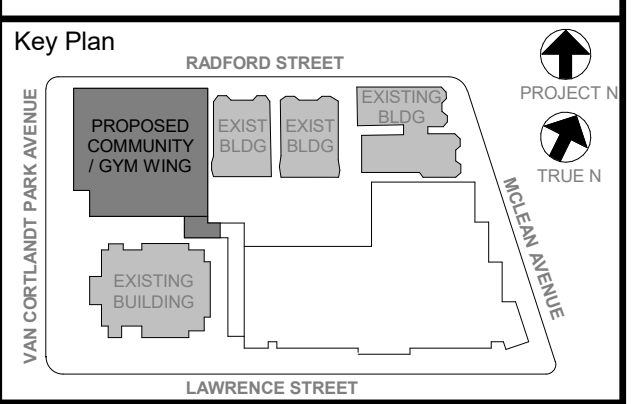 Key Plan
RADFORD STREET
PROJECT N
TRUE N
VAN CORTLANDT PARK AVENUE
PROPOSED
COMMUNITY
/ GYM WING
EXIST
BLDG
EXIST
BLDG
EXISTING
BLDG
MCLEAN AVENUE
EXISTING
BUILDING
LAWRENCE STREET